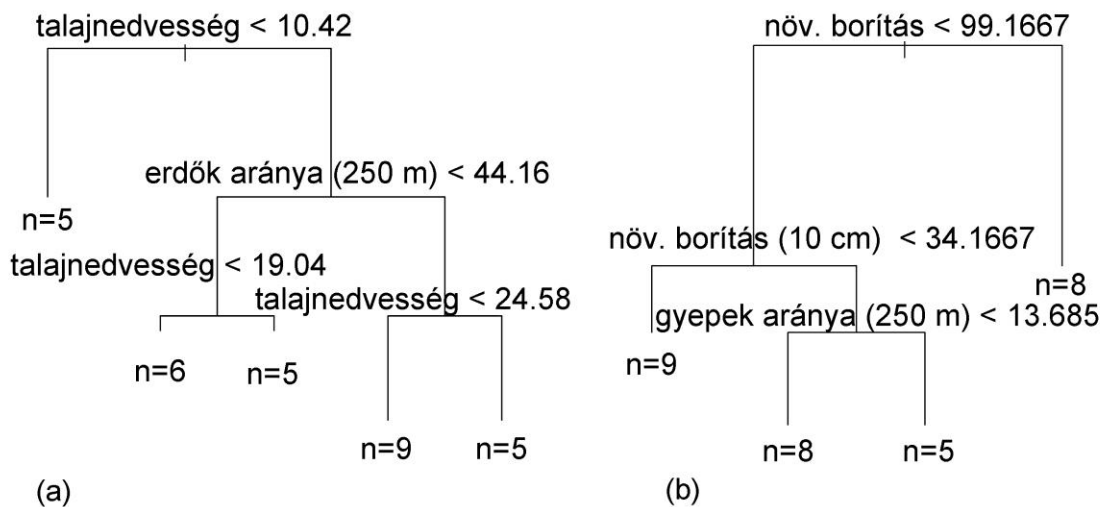 talajnedvesség < 10.42
erdők aránya (250 m) < 44.16
n=5
talajnedvesség < 19.04
talajnedvesség < 24.58
n=6
n=5
n=9
n=5
(a)
növ. borítás < 99.1667
növ. borítás (10 cm) < 34.1667
n=8
gyepek aránya (250 m) < 13.685
n=9
n=8
n=5
(b)